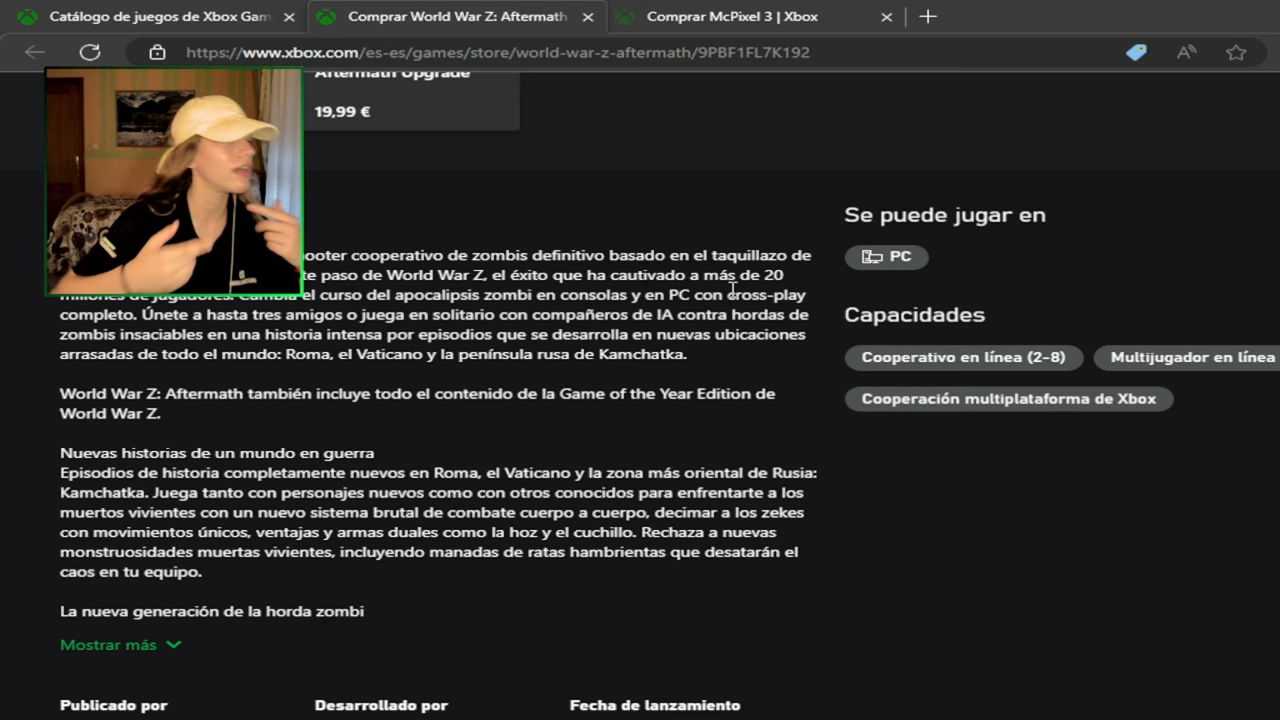 Catálogo de juegos de Xbox Gam
Comprar World War Z: Aftermath
Comprar McPixel 3 | Xbox
https://www.xbox.com/es-es/games/store/world-war-z-aftermath/9PBF1FL7K192
Aftermath Upgrade
19,99 €
cooperativo de zombis definitivo basado en el taquillazo de
paso de World War Z, el éxito que ha cautivado a más de 20
millones de jugadores. Cambia el curso del apocalipsis zombi en consolas y en PC con cross-play
completo. Únete a hasta tres amigos o juega en solitario con compañeros de IA contra hordas de
zombis insaciables en una historia intensa por episodios que se desarrolla en nuevas ubicaciones
arrasadas de todo el mundo: Roma, el Vaticano y la península rusa de Kamchatka.
World War Z: Aftermath también incluye todo el contenido de la Game of the Year Edition de
World War Z.
Nuevas historias de un mundo en guerra
Episodios de historia completamente nuevos en Roma, el Vaticano y la zona más oriental de Rusia:
Kamchatka. Juega tanto con personajes nuevos como con otros conocidos para enfrentarte a los
muertos vivientes con un nuevo sistema brutal de combate cuerpo a cuerpo, decimar a los zekes
con movimientos únicos, ventajas y armas duales como la hoz y el cuchillo. Rechaza a nuevas
monstruosidades muertas vivientes, incluyendo manadas de ratas hambrientas que desatarán el
caos en tu equipo.
La nueva generación de la horda zombi
Mostrar más
Publicado por
Desarrollado por
Fecha de lanzamiento
Se puede jugar en
PC
Capacidades
Cooperativo en línea (2-8)
Multijugador en línea
Cooperación multiplataforma de Xbox